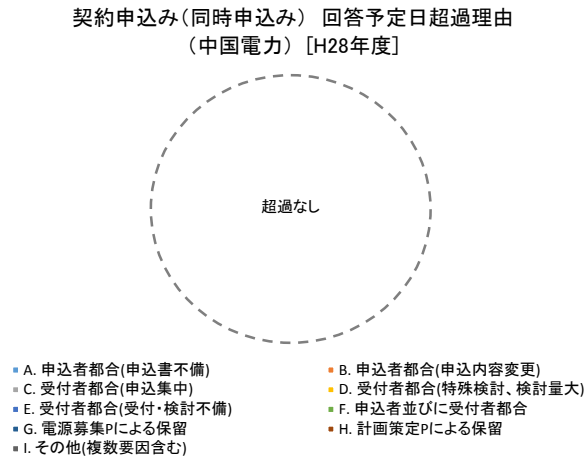 契約申込み(同時申込み) 回答予定日超過理由
(中国電力) [H28年度]
超過なし
A. 申込者都合(申込書不備)
B. 申込者都合(申込内容変更)
C. 受付者都合(申込集中)
D. 受付者都合(特殊検討、検討量大)
E. 受付者都合(受付・検討不備)
F. 申込者並びに受付者都合
G. 電源募集Pによる保留
H. 計画策定Pによる保留
I. その他(複数要因含む)